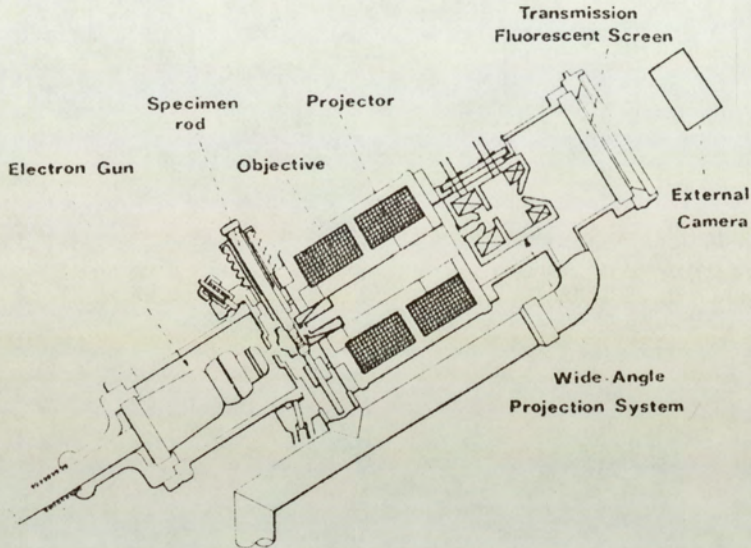 Transmission
Fluorescent Screen
Specimen
rod
Projector
Electron Gun
Objective
External
Camera
Wide-Angle
Projection System